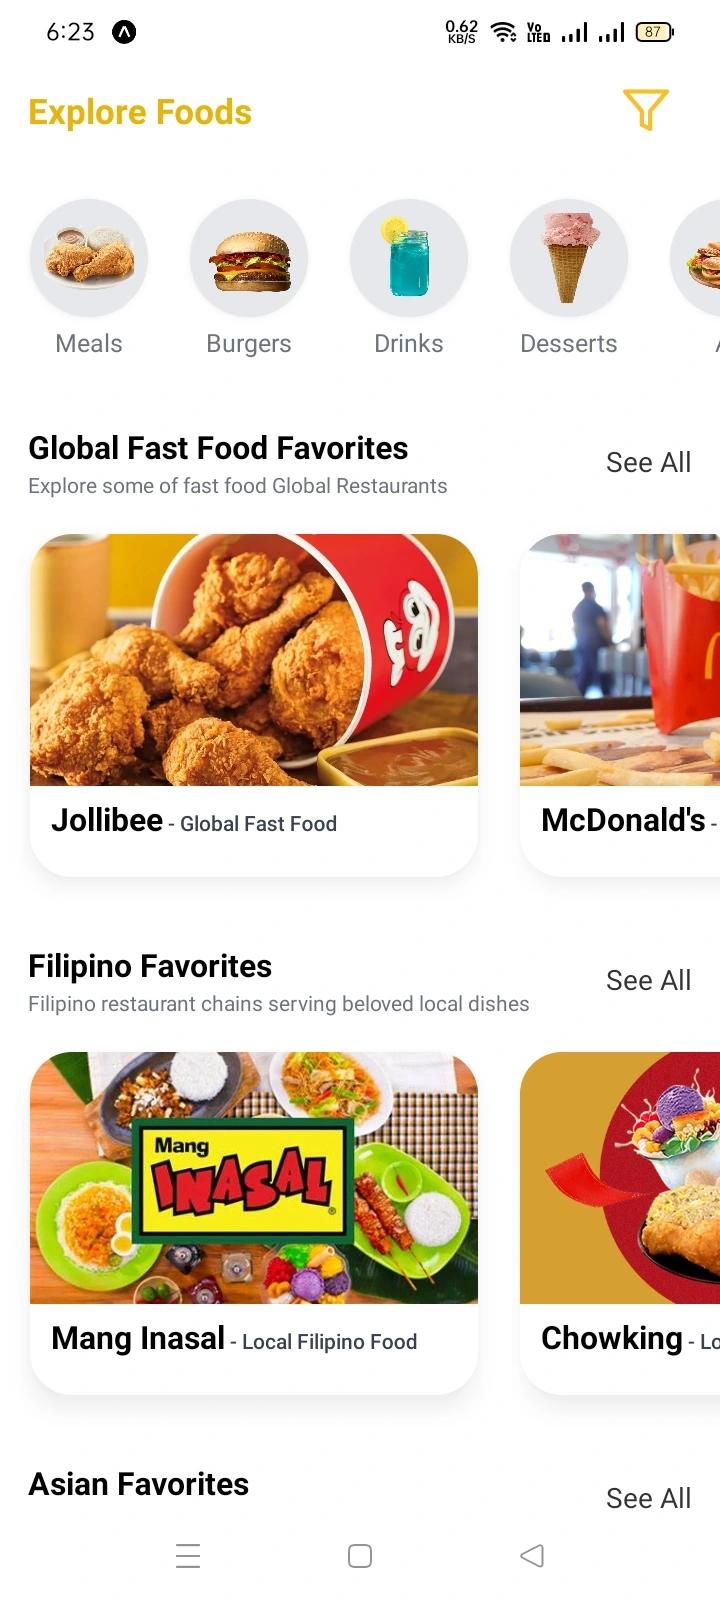 6:23
0.62 KB/S
Vo LTE
87
Explore Foods
Meals
Burgers
Drinks
Desserts
A
Global Fast Food Favorites
See All
Explore some of fast food Global Restaurants
Jollibee - Global Fast Food
McDonald's -
Filipino Favorites
See All
Filipino restaurant chains serving beloved local dishes
Mang
INASAL
®
Mang Inasal - Local Filipino Food
Chowking - Lo
Asian Favorites
See All